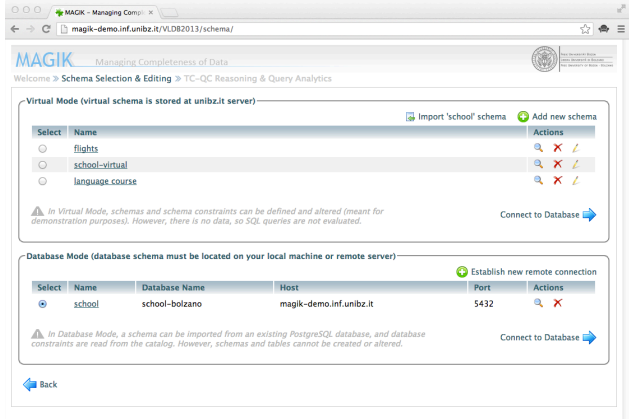 MAGIK – Managing Compl
magik-demo.inf.unibz.it/VLDB2013/schema/
MAGIK Managing Completeness of Data
Welcome » Schema Selection & Editing » TC-QC Reasoning & Query Analytics
Virtual Mode (virtual schema is stored at unibz.it server)
Import 'school' schema Add new schema
Select Name Actions
flights
school-virtual
language course
In Virtual Mode, schemas and schema constraints can be defined and altered (meant for
demonstration purposes). However, there is no data, so SQL queries are not evaluated.
Connect to Database
Database Mode (database schema must be located on your local machine or remote server)
Establish new remote connection
Select Name Database Name Host Port Actions
school school-bolzano magik-demo.inf.unibz.it 5432
In Database Mode, a schema can be imported from an existing PostgreSQL database, and database
constraints are read from the catalog. However, schemas and tables cannot be created or altered.
Connect to Database
Back